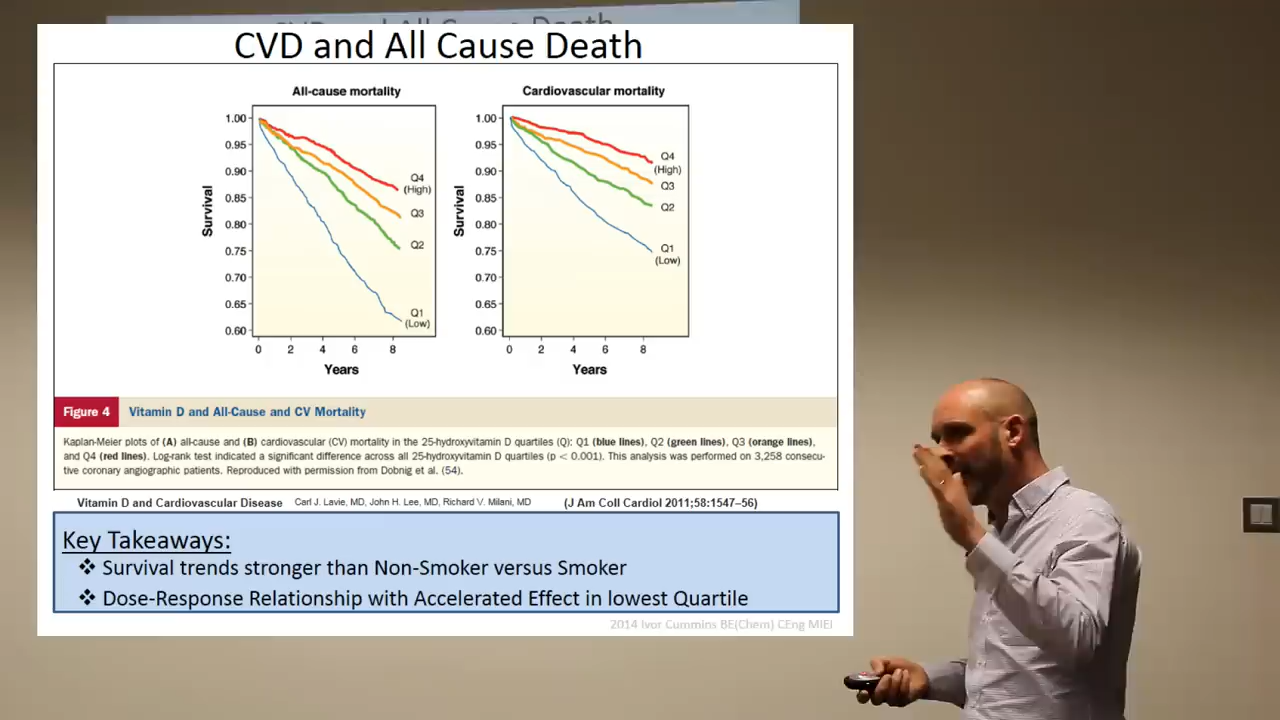 CVD and All Cause Death
CVD and All Cause Death
All-cause mortality
1.00
0.95
0.90
0.85
0.80
0.75
0.70
0.65
0.60
Survival
Q4
(High)
Q3
Q2
Q1
(Low)
0 2 4 6 8
Years
Cardiovascular mortality
1.00
0.95
0.90
0.85
0.80
0.75
0.70
0.65
0.60
Survival
Q4
(High)
Q3
Q2
Q1
(Low)
0 2 4 6 8
Years
Figure 4 Vitamin D and All-Cause and CV Mortality
Kaplan-Meier plots of (A) all-cause and (B) cardiovascular (CV) mortality in the 25-hydroxyvitamin D quartiles (Q): Q1 (blue lines), Q2 (green lines), Q3 (orange lines),
and Q4 (red lines). Log-rank test indicated a significant difference across all 25-hydroxyvitamin D quartiles (p < 0.001). This analysis was performed on 3,258 consecu-
tive coronary angiographic patients. Reproduced with permission from Dobnig et al. (54).
Vitamin D and Cardiovascular Disease Carl J. Lavie, MD, John H. Lee, MD, Richard V. Milani, MD (J Am Coll Cardiol 2011;58:1547–56)
Key Takeaways:
❖ Survival trends stronger than Non-Smoker versus Smoker
❖ Dose-Response Relationship with Accelerated Effect in lowest Quartile
2014 Ivor Cummins BE(Chem) CEng MIEI